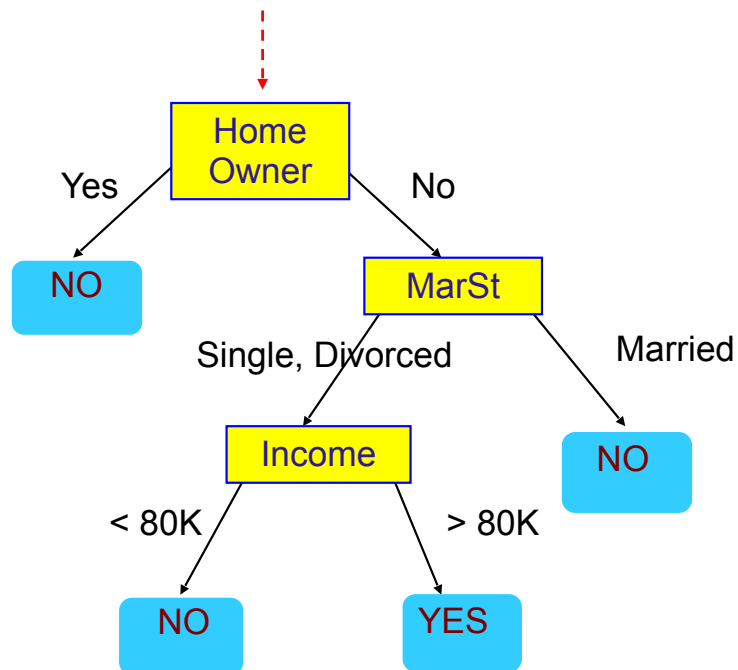 Home
Owner
Yes
No
NO
MarSt
Single, Divorced
Married
Income
NO
< 80K
> 80K
NO
YES